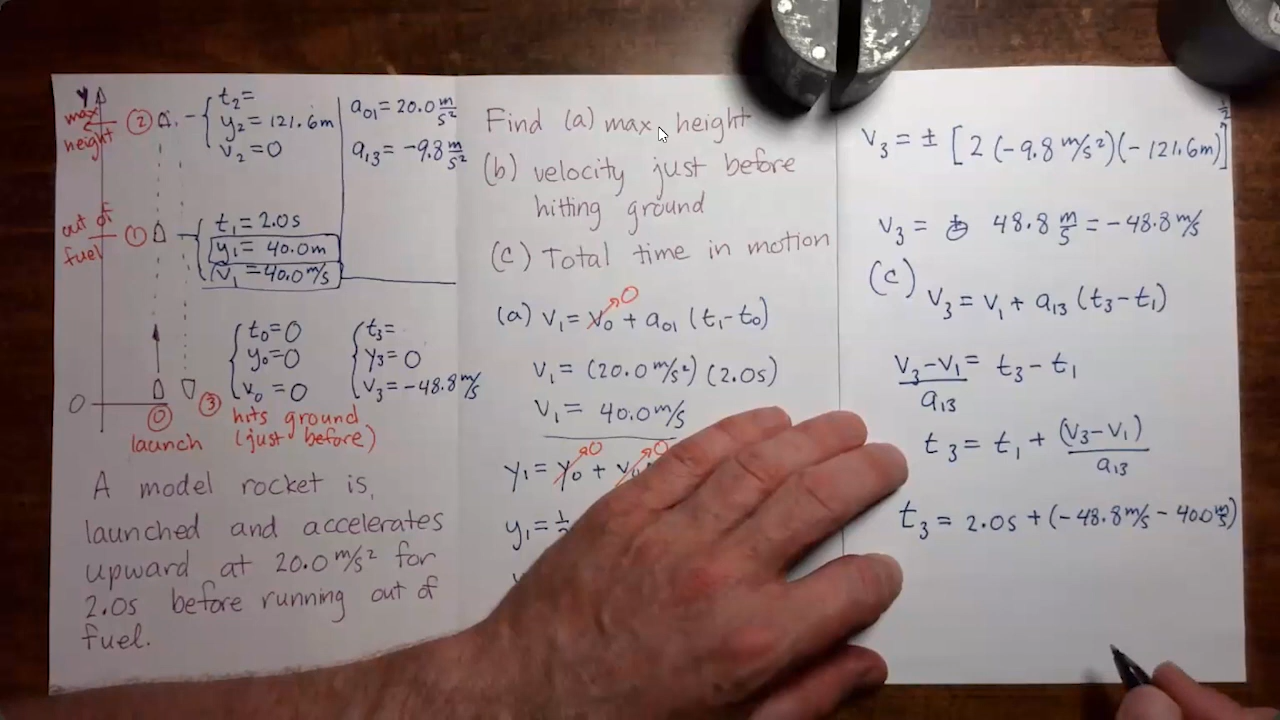 y
max height
②
t₂=
y₂ = 121.6m
v₂ = 0
a₀₁ = 20.0 m/s²
a₁₃ = -9.8 m/s²
out of fuel
①
t₁ = 2.0s
y₁ = 40.0m
v₁ = 40.0 m/s
t₀ = 0
y₀ = 0
v₀ = 0
t₃ =
y₃ = 0
v₃ = -48.8 m/s
0
⓪
launch
③ hits ground
(just before)
A model rocket is
launched and accelerates
upward at 20.0 m/s² for
2.0s before running out of
fuel.
Find (a) max height
(b) velocity just before
hitting ground
(c) Total time in motion
(a) v₁ = v₀ + a₀₁ (t₁-t₀)
0
v₁ = (20.0 m/s²) (2.0s)
v₁ = 40.0 m/s
0 0
y₁ = y₀ +
y₁ =
v₃ = ± [2 (-9.8 m/s²)(-121.6m)]^½
v₃ = ± 48.8 m/s = -48.8 m/s
(c) v₃ = v₁ + a₁₃ (t₃-t₁)
(v₃-v₁)/a₁₃ = t₃ - t₁
t₃ = t₁ + (v₃-v₁)/a₁₃
t₃ = 2.0s + (-48.8 m/s - 40.0 m/s)